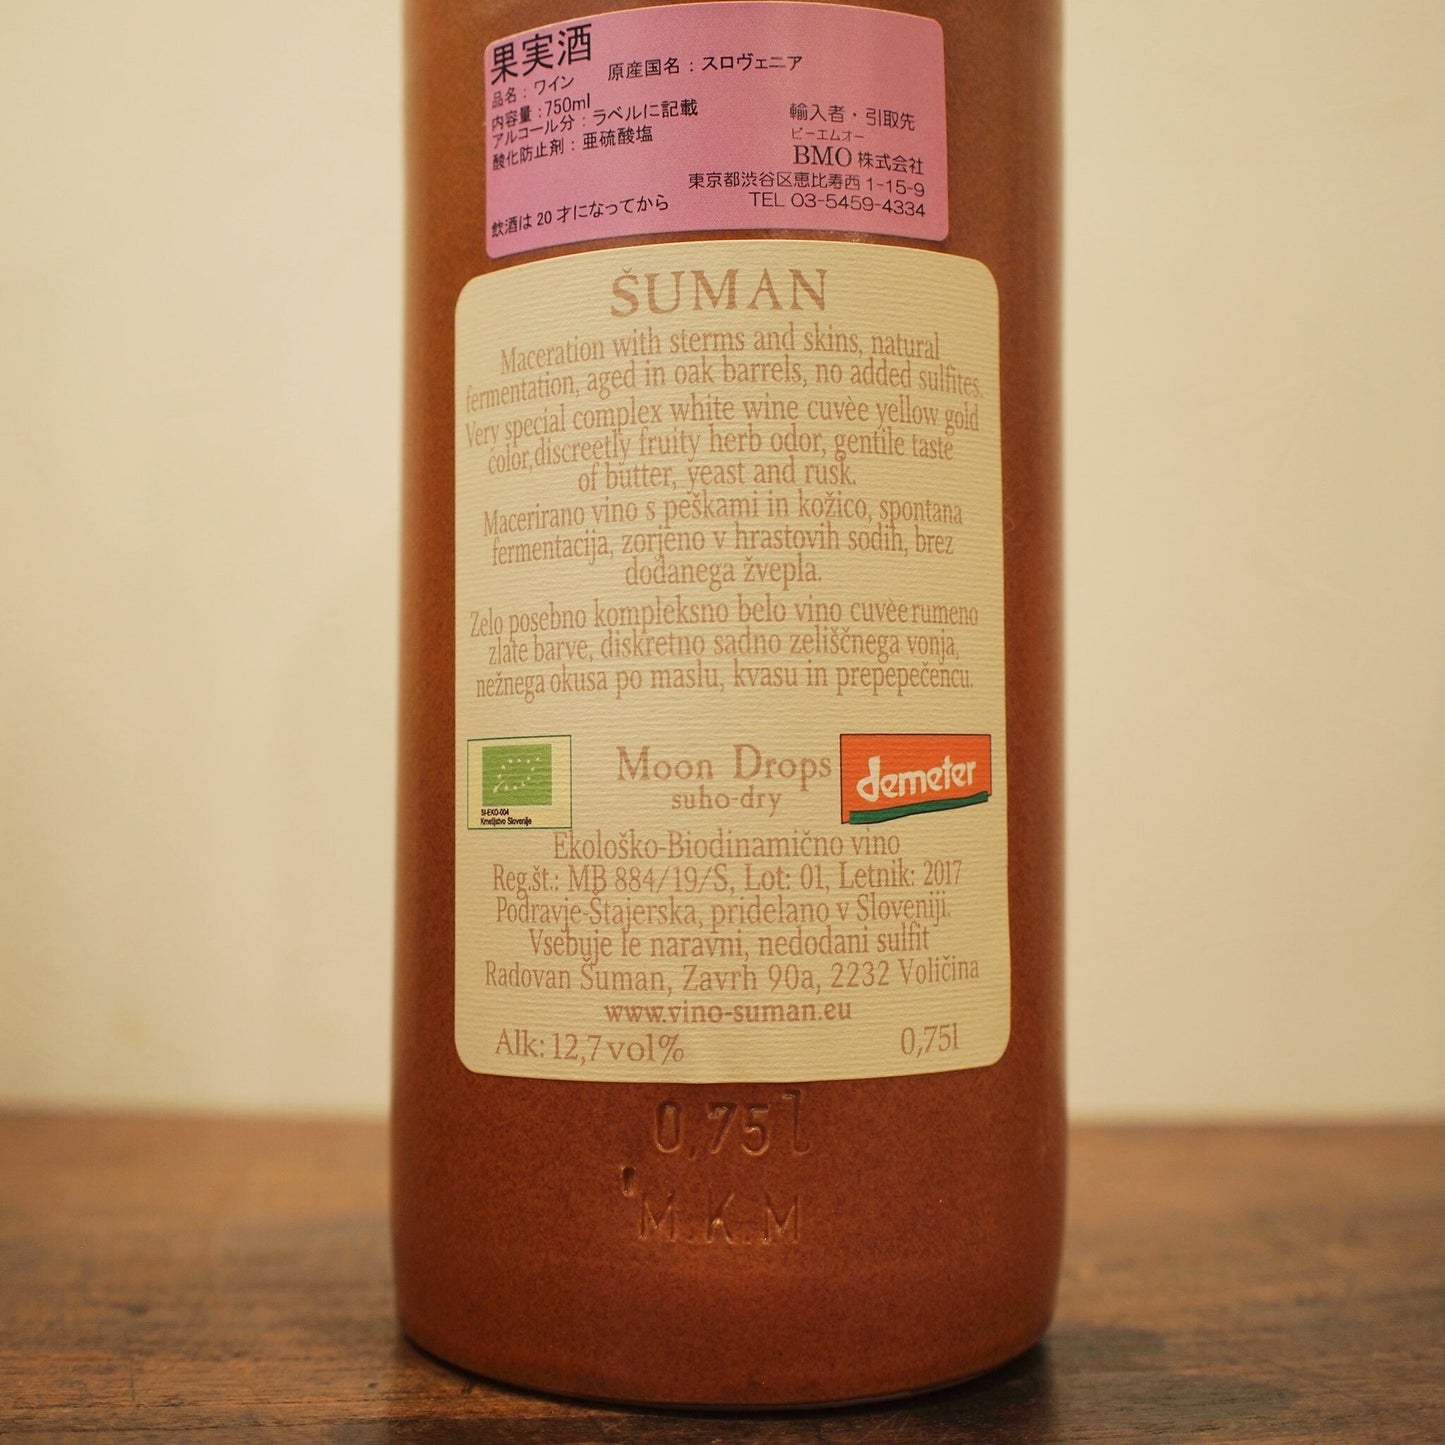 果実酒
品名：ワイン
原産国名：スロヴェニア
内容量：750ml
アルコール分：ラベルに記載
酸化防止剤：亜硫酸塩
輸入者・引取先
ビーエムオー
BMO 株式会社
東京都渋谷区恵比寿西 1-15-9
TEL 03-5459-4334
飲酒は 20 才になってから
ŠUMAN
Maceration with sterms and skins, natural
fermentation, aged in oak barrels, no added sulfites.
Very special complex white wine cuvèe yellow gold
color,discreetly fruity herb odor, gentile taste
of butter, yeast and rusk.
Macerirano vino s peškami in kožico, spontana
fermentacija, zorjeno v hrastovih sodih, brez
dodanega žvepla.
Zelo posebno kompleksno belo vino cuvèe rumeno
zlate barve, diskretno sadno zeliščnega vonja,
nežnega okusa po maslu, kvasu in prepepečencu.
SI-EKO-004
Kmetijstvo Slovenije
Moon Drops
suho-dry
demeter
Ekološko-Biodinamično vino
Reg.št.: MB 884/19/S, Lot: 01, Letnik: 2017
Podravje-Štajerska, pridelano v Sloveniji.
Vsebuje le naravni, nedodani sulfit
Radovan Šuman, Zavrh 90a, 2232 Voličina
www.vino-suman.eu
Alk: 12,7 vol%
0,75l
0,75l
M.K.M